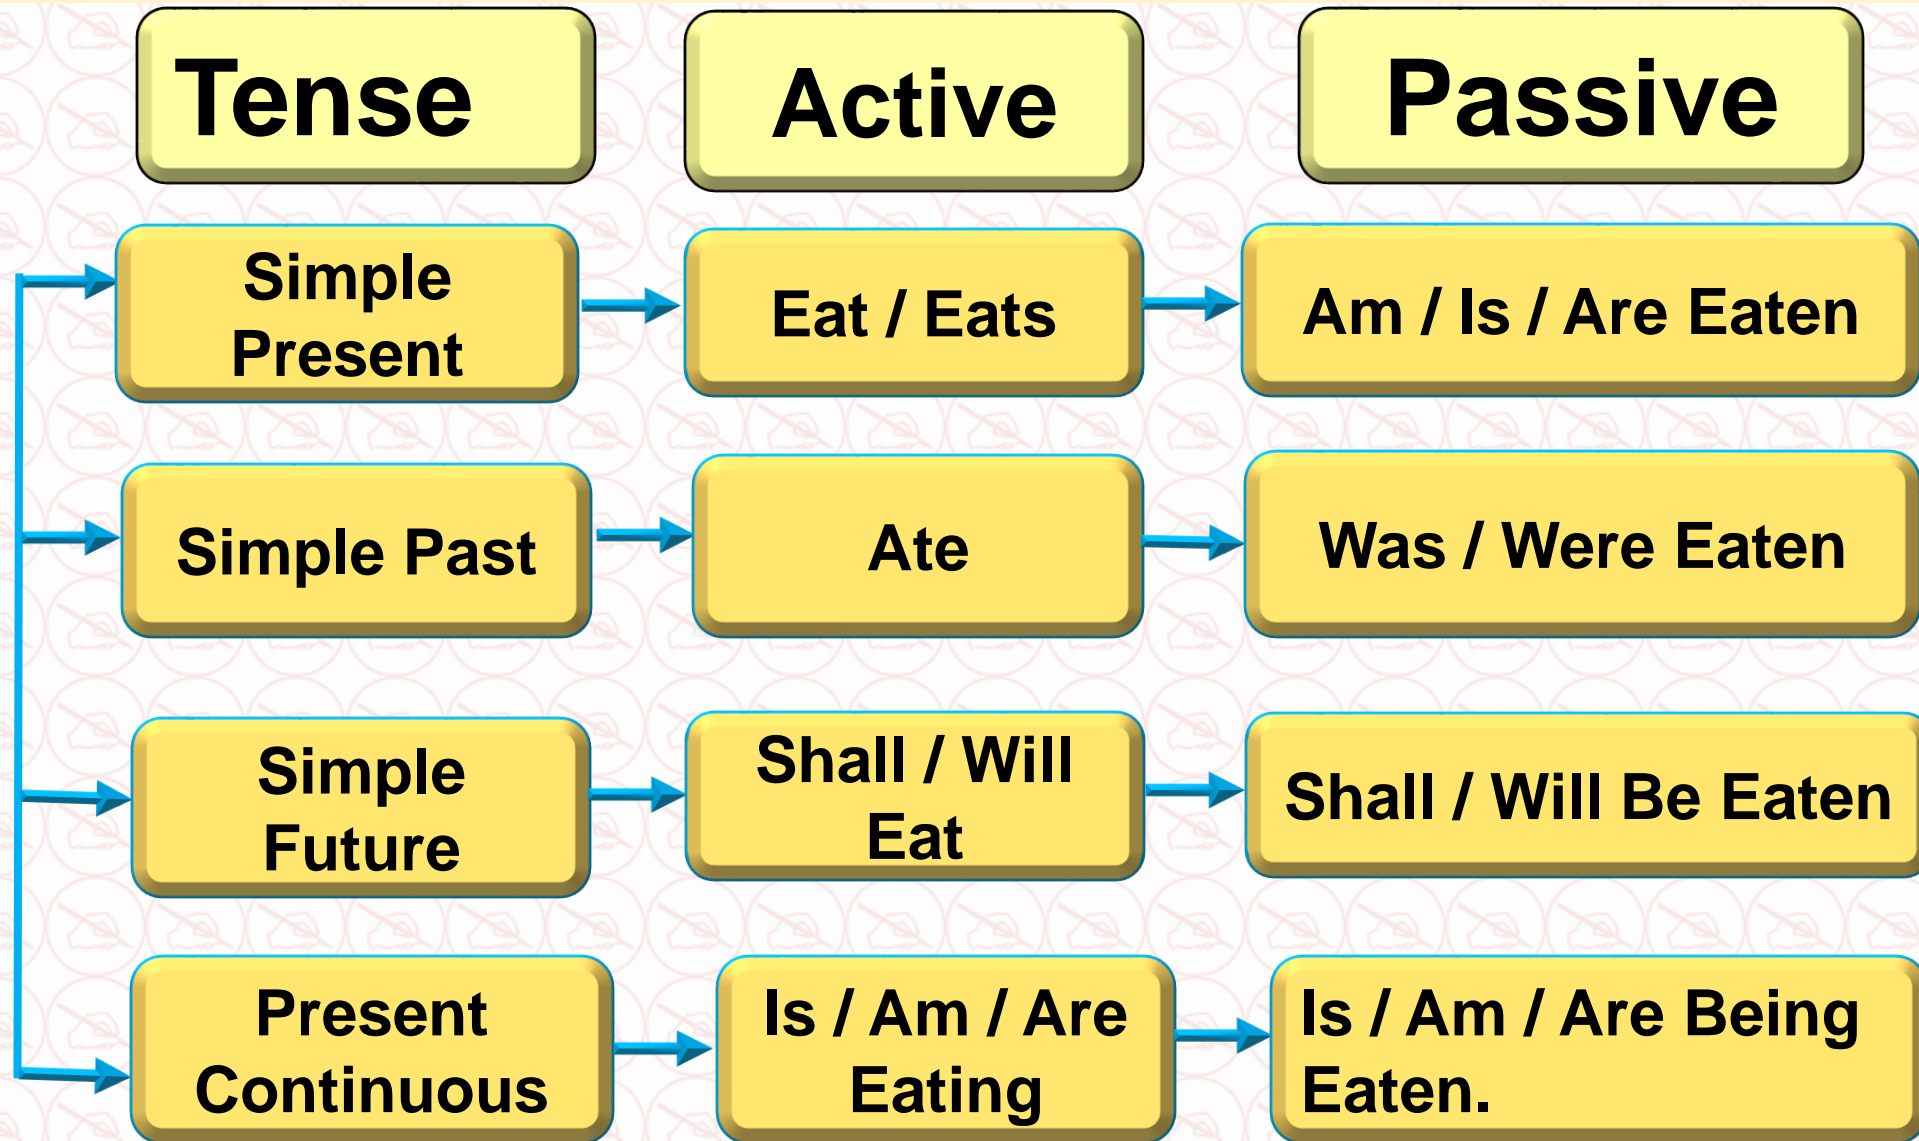 Tense
Active
Passive
Simple
Present
Eat / Eats
Am / Is / Are Eaten
Simple Past
Ate
Was / Were Eaten
Simple
Future
Shall / Will
Eat
Shall / Will Be Eaten
Present
Continuous
Is / Am / Are
Eating
Is / Am / Are Being
Eaten.